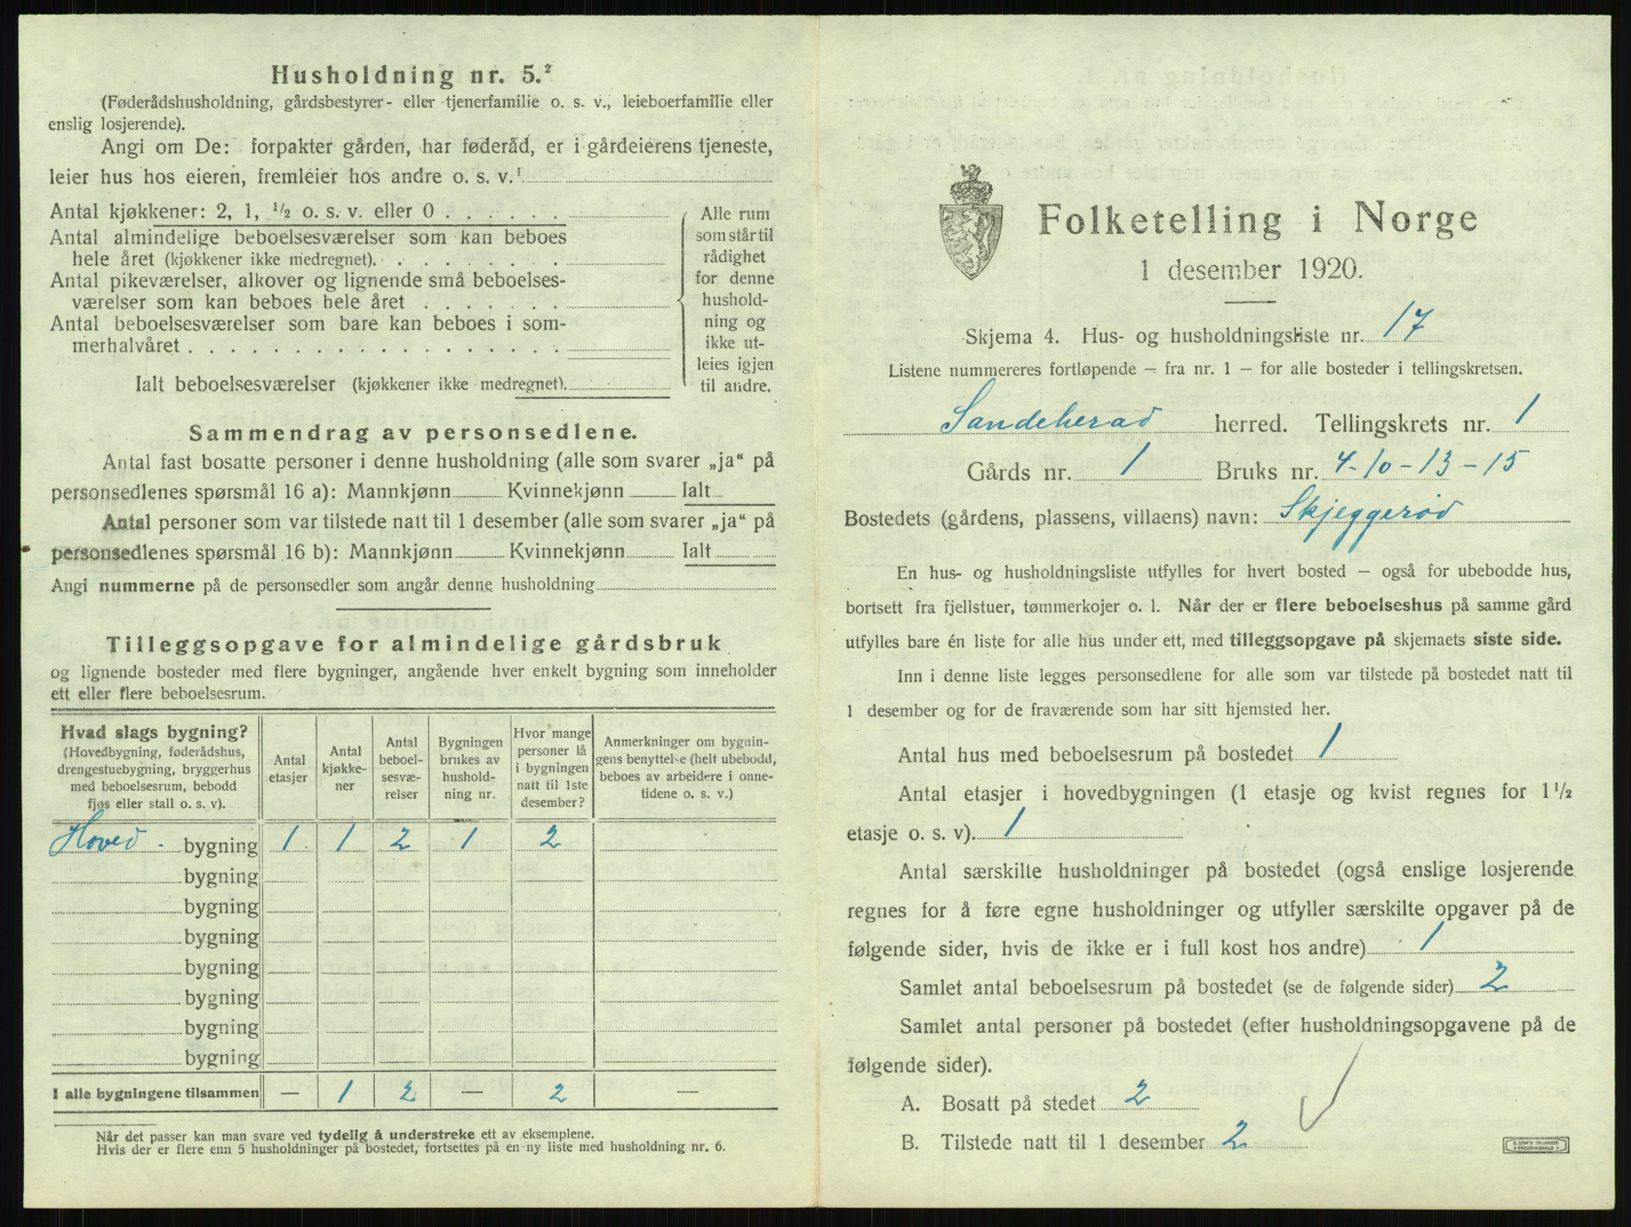 Husholdning nr. 5.²
(Føderådshusholdning, gårdsbestyrer- eller tjenerfamilie o. s. v., leieboerfamilie eller
enslig losjerende).
Angi om De: forpakter gården, har føderåd, er i gårdeierens tjeneste,
leier hus hos eieren, fremleier hos andre o. s. v.¹
Antal kjøkkener: 2, 1, ½ o. s. v. eller 0 . . . . . .
Antal almindelige beboelsesværelser som kan beboes
hele året (kjøkkener ikke medregnet). . . . . . . .
Antal pikeværelser, alkover og lignende små beboelses-
værelser som kan beboes hele året . . . . . . .
Antal beboelsesværelser som bare kan beboes i som-
merhalvåret . . . . . . . . . . . . . . . . . .
Ialt beboelsesværelser (kjøkkener ikke medregnet).
Alle rum
som står til
rådighet
for denne
hushold-
ning og
ikke ut-
leies igjen
til andre.
Sammendrag av personsedlene.
Antal fast bosatte personer i denne husholdning (alle som svarer „ja“ på
personsedlenes spørsmål 16 a): Mannkjønn Kvinnekjønn Ialt
Antal personer som var tilstede natt til 1 desember (alle som svarer „ja“ på
personsedlenes spørsmål 16 b): Mannkjønn Kvinnekjønn Ialt
Angi nummerne på de personsedler som angår denne husholdning
Tilleggsopgave for almindelige gårdsbruk
og lignende bosteder med flere bygninger, angående hver enkelt bygning som inneholder
ett eller flere beboelsesrum.
Hvad slags bygning?
(Hovedbygning, føderådshus,
drengestuebygning, bryggerhus
med beboelsesrum, bebodd
fjøs eller stall o. s. v).
Antal
etasjer
Antal
kjøkke-
ner
Antal
beboel-
sesvæ-
relser
Bygningen
brukes av
hushold-
ning nr.
Hvor mange
personer lå
i bygningen
natt til 1ste
desember?
Anmerkninger om bygnin-
gens benyttelse (helt ubebodd,
beboes av arbeidere i onne-
tidene o. s. v.)
Hoved - bygning 1 1 2 1 2
bygning
bygning
bygning
bygning
bygning
bygning
bygning
I alle bygningene tilsammen — 1 2 — 2 —
Når det passer kan man svare ved tydelig å understreke ett av eksemplene.
Hvis der er flere enn 5 husholdninger på bostedet, fortsettes på en ny liste med husholdning nr. 6.
Folketelling i Norge
1 desember 1920.
Skjema 4. Hus- og husholdningsliste nr. 17
Listene nummereres fortløpende — fra nr. 1 — for alle bosteder i tellingskretsen.
Sandeherad herred. Tellingskrets nr. 1
Gårds nr. 1 Bruks nr. 4-10-13-15
Bostedets (gårdens, plassens, villaens) navn: Skjeggerød
En hus- og husholdningsliste utfylles for hvert bosted — også for ubebodde hus,
bortsett fra fjellstuer, tømmerkojer o. l. Når der er flere beboelseshus på samme gård
utfylles bare én liste for alle hus under ett, med tilleggsopgave på skjemaets siste side.
Inn i denne liste legges personsedlene for alle som var tilstede på bostedet natt til
1 desember og for de fraværende som har sitt hjemsted her.
Antal hus med beboelsesrum på bostedet 1
Antal etasjer i hovedbygningen (1 etasje og kvist regnes for 1½
etasje o. s. v). 1
Antal særskilte husholdninger på bostedet (også enslige losjerende
regnes for å føre egne husholdninger og utfyller særskilte opgaver på de
følgende sider, hvis de ikke er i full kost hos andre) 1
Samlet antal beboelsesrum på bostedet (se de følgende sider) 2
Samlet antal personer på bostedet (efter husholdningsopgavene på de
følgende sider).
A. Bosatt på stedet 2
B. Tilstede natt til 1 desember 2